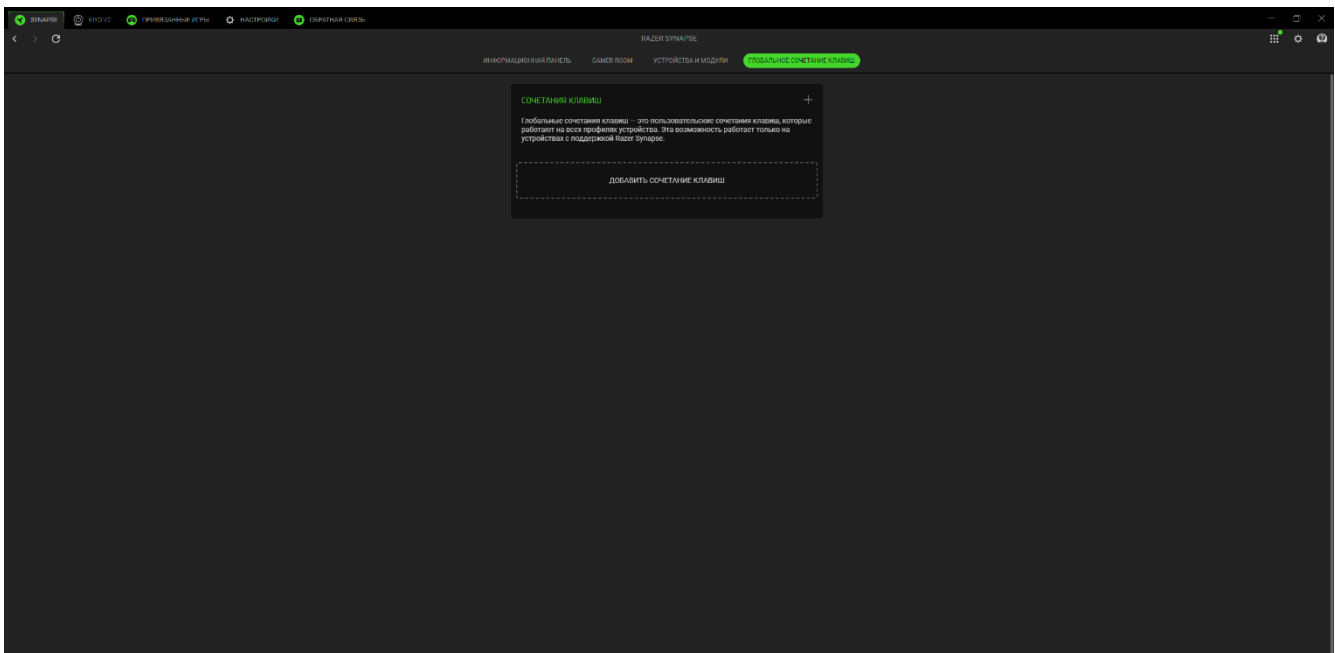 SYNAPSE KIYO V2 ПРИВЯЗАННЫЕ ИГРЫ НАСТРОЙКИ ОБРАТНАЯ СВЯЗЬ
RAZER SYNAPSE
ИНФОРМАЦИОННАЯ ПАНЕЛЬ GAMER ROOM УСТРОЙСТВА И МОДУЛИ ГЛОБАЛЬНОЕ СОЧЕТАНИЕ КЛАВИШ
СОЧЕТАНИЯ КЛАВИШ
Глобальные сочетания клавиш – это пользовательские сочетания клавиш, которые
работают на всех профилях устройства. Эта возможность работает только на
устройствах с поддержкой Razer Synapse.
ДОБАВИТЬ СОЧЕТАНИЕ КЛАВИШ